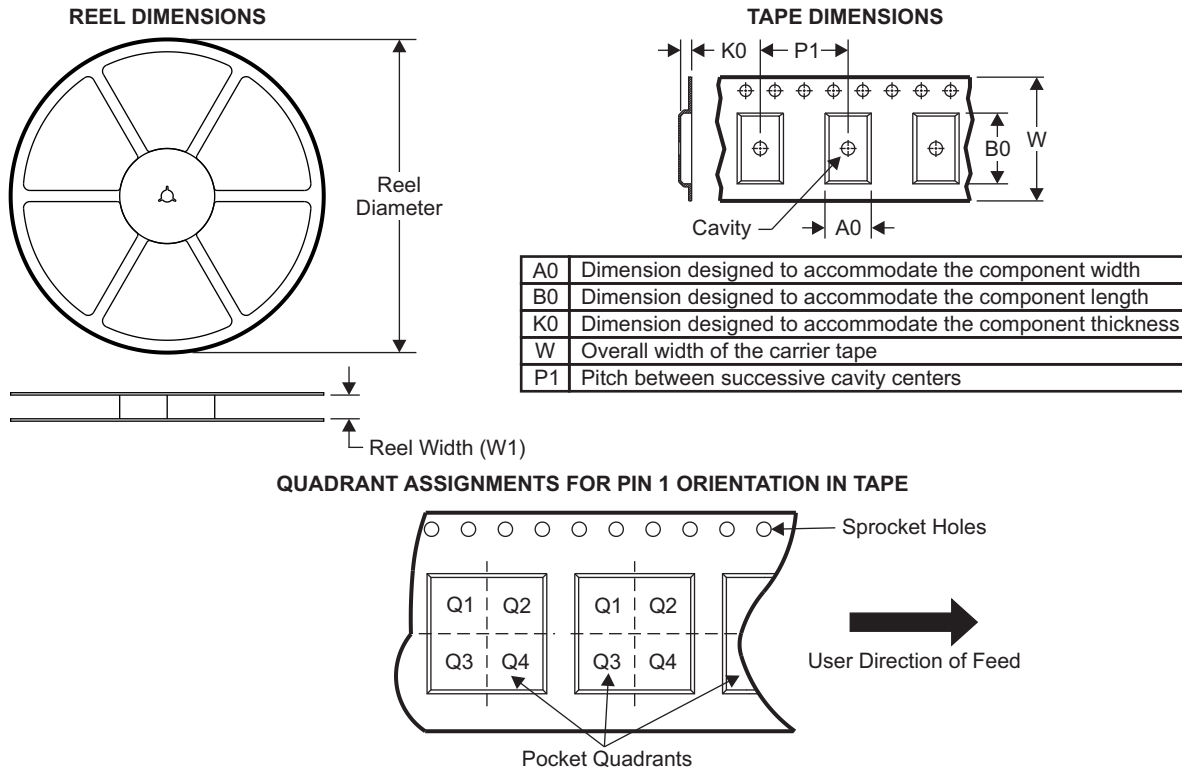 REEL DIMENSIONS
Reel
Diameter
Reel Width (W1)
TAPE DIMENSIONS
K0
P1
B0
W
Cavity
A0
A0 Dimension designed to accommodate the component width
B0 Dimension designed to accommodate the component length
K0 Dimension designed to accommodate the component thickness
W Overall width of the carrier tape
P1 Pitch between successive cavity centers
QUADRANT ASSIGNMENTS FOR PIN 1 ORIENTATION IN TAPE
Sprocket Holes
Q1 Q2 Q1 Q2
Q3 Q4 Q3 Q4
User Direction of Feed
Pocket Quadrants